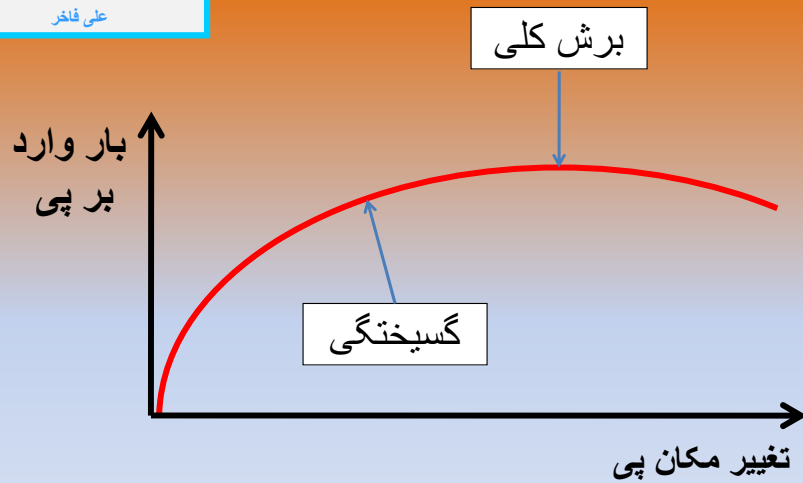 علی فاخر
برش کلی
بار وارد
بر پی
گسیختگی
تغییر مکان پی